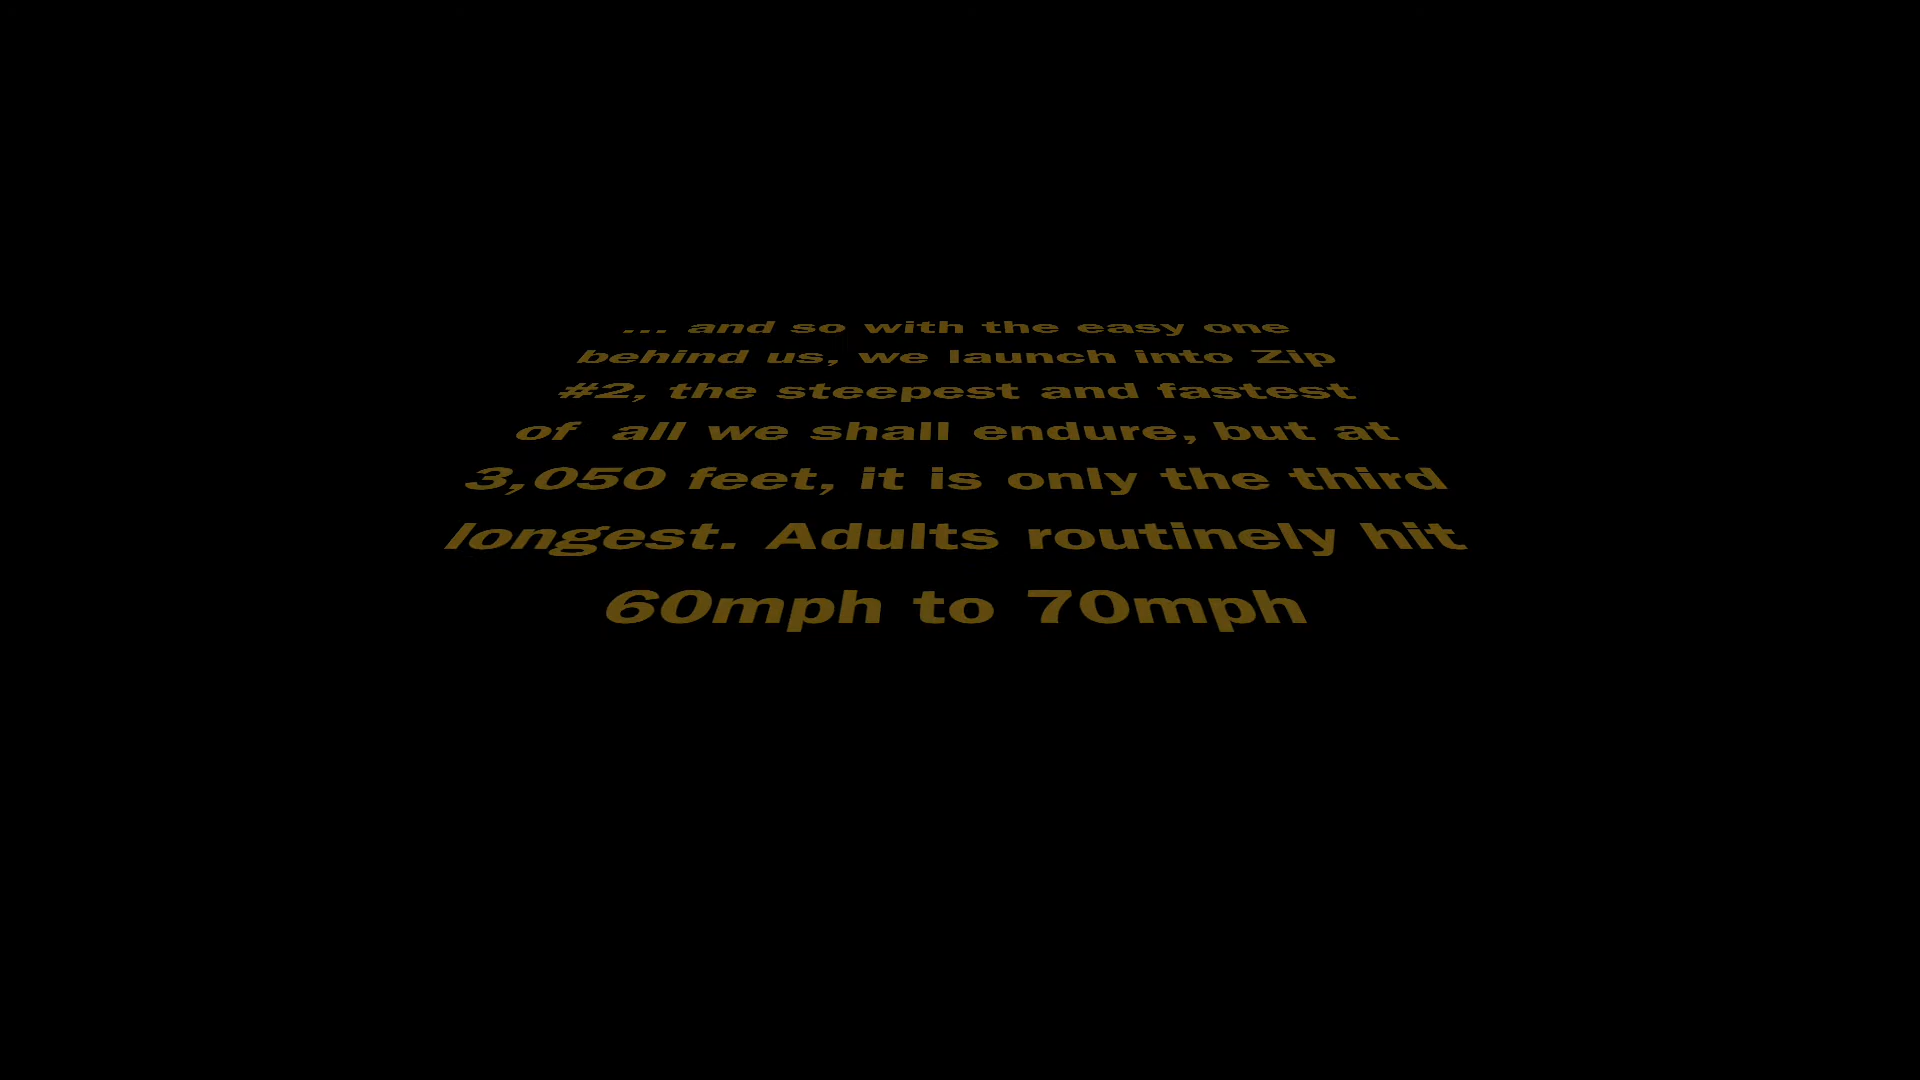 ... and so with the easy one
behind us, we launch into Zip
#2, the steepest and fastest
of all we shall endure, but at
3,050 feet, it is only the third
longest. Adults routinely hit
60mph to 70mph